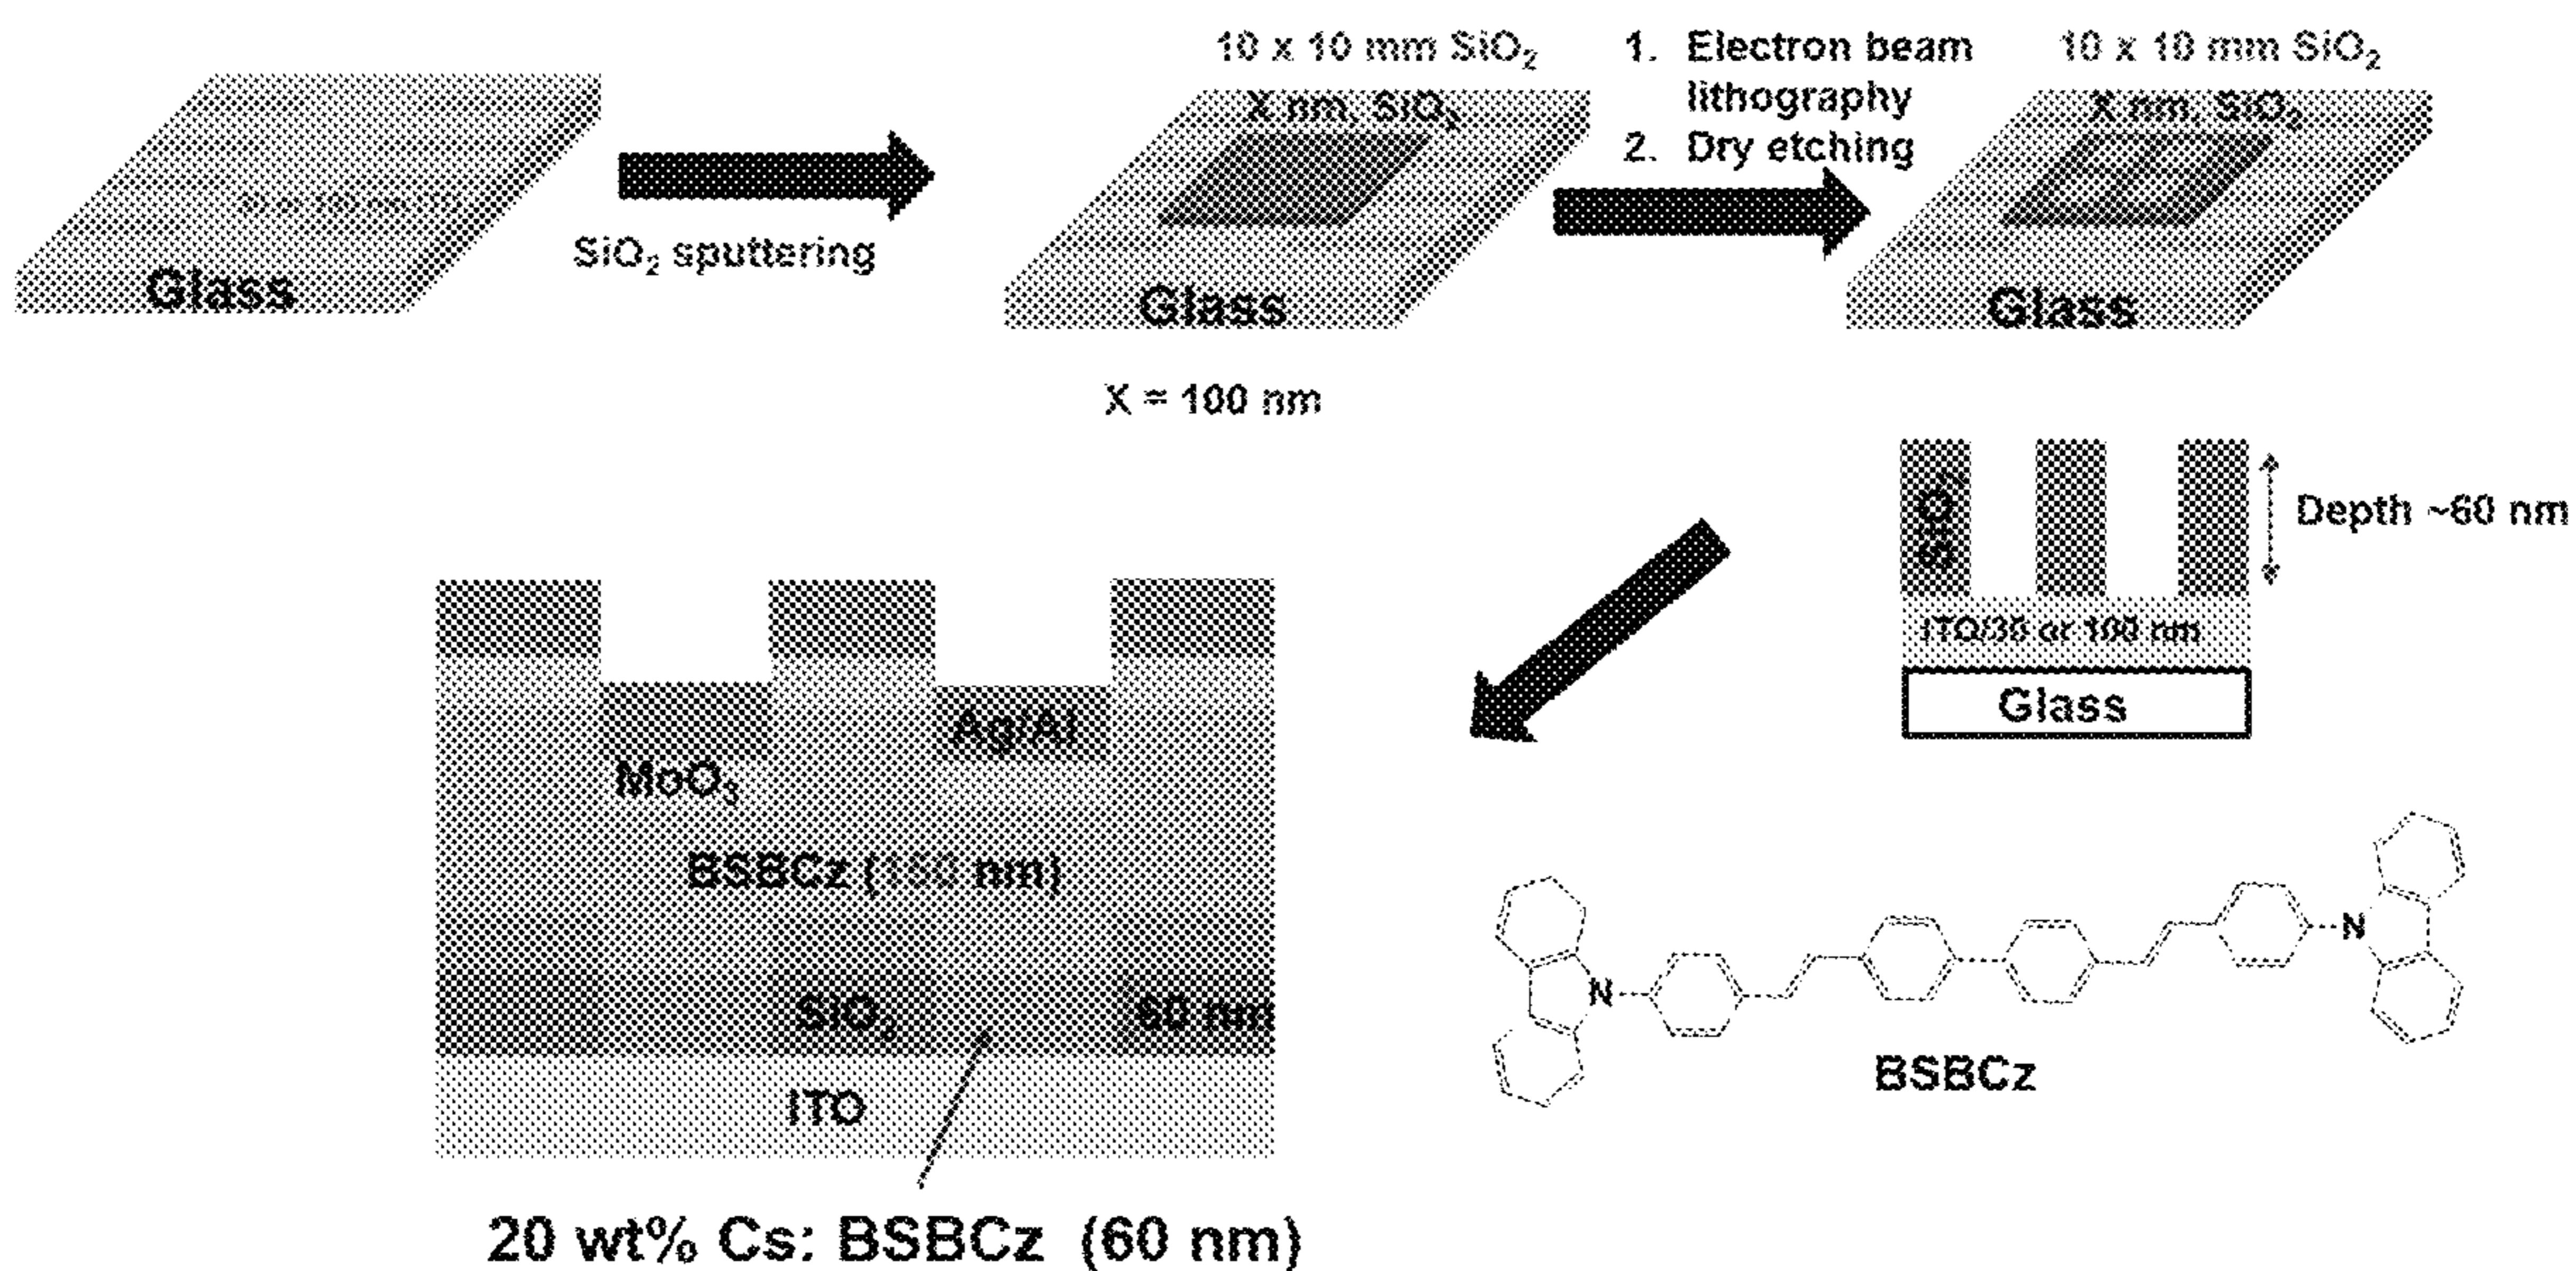 10 x 10 mm SiO₂
X nm, SiO₂
1. Electron beam
lithography
2. Dry etching
10 x 10 mm SiO₂
X nm, SiO₂
SiO₂ sputtering
Glass
Glass
Glass
X = 100 nm
SiO₂
Depth ~60 nm
ITO/30 or 100 nm
Glass
Ag/Al
MoO₃
BSBCz (150 nm)
SiO₂
60 nm
ITO
N
N
BSBCz
20 wt% Cs: BSBCz (60 nm)